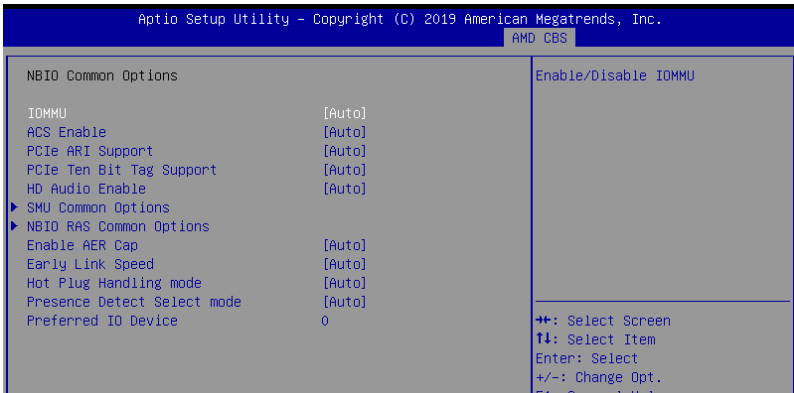 Aptio Setup Utility – Copyright (C) 2019 American Megatrends, Inc.
AMD CBS
NBIO Common Options
IOMMU [Auto]
ACS Enable [Auto]
PCIe ARI Support [Auto]
PCIe Ten Bit Tag Support [Auto]
HD Audio Enable [Auto]
▶ SMU Common Options
▶ NBIO RAS Common Options
Enable AER Cap [Auto]
Early Link Speed [Auto]
Hot Plug Handling mode [Auto]
Presence Detect Select mode [Auto]
Preferred IO Device 0
Enable/Disable IOMMU
→←: Select Screen
↑↓: Select Item
Enter: Select
+/-: Change Opt.